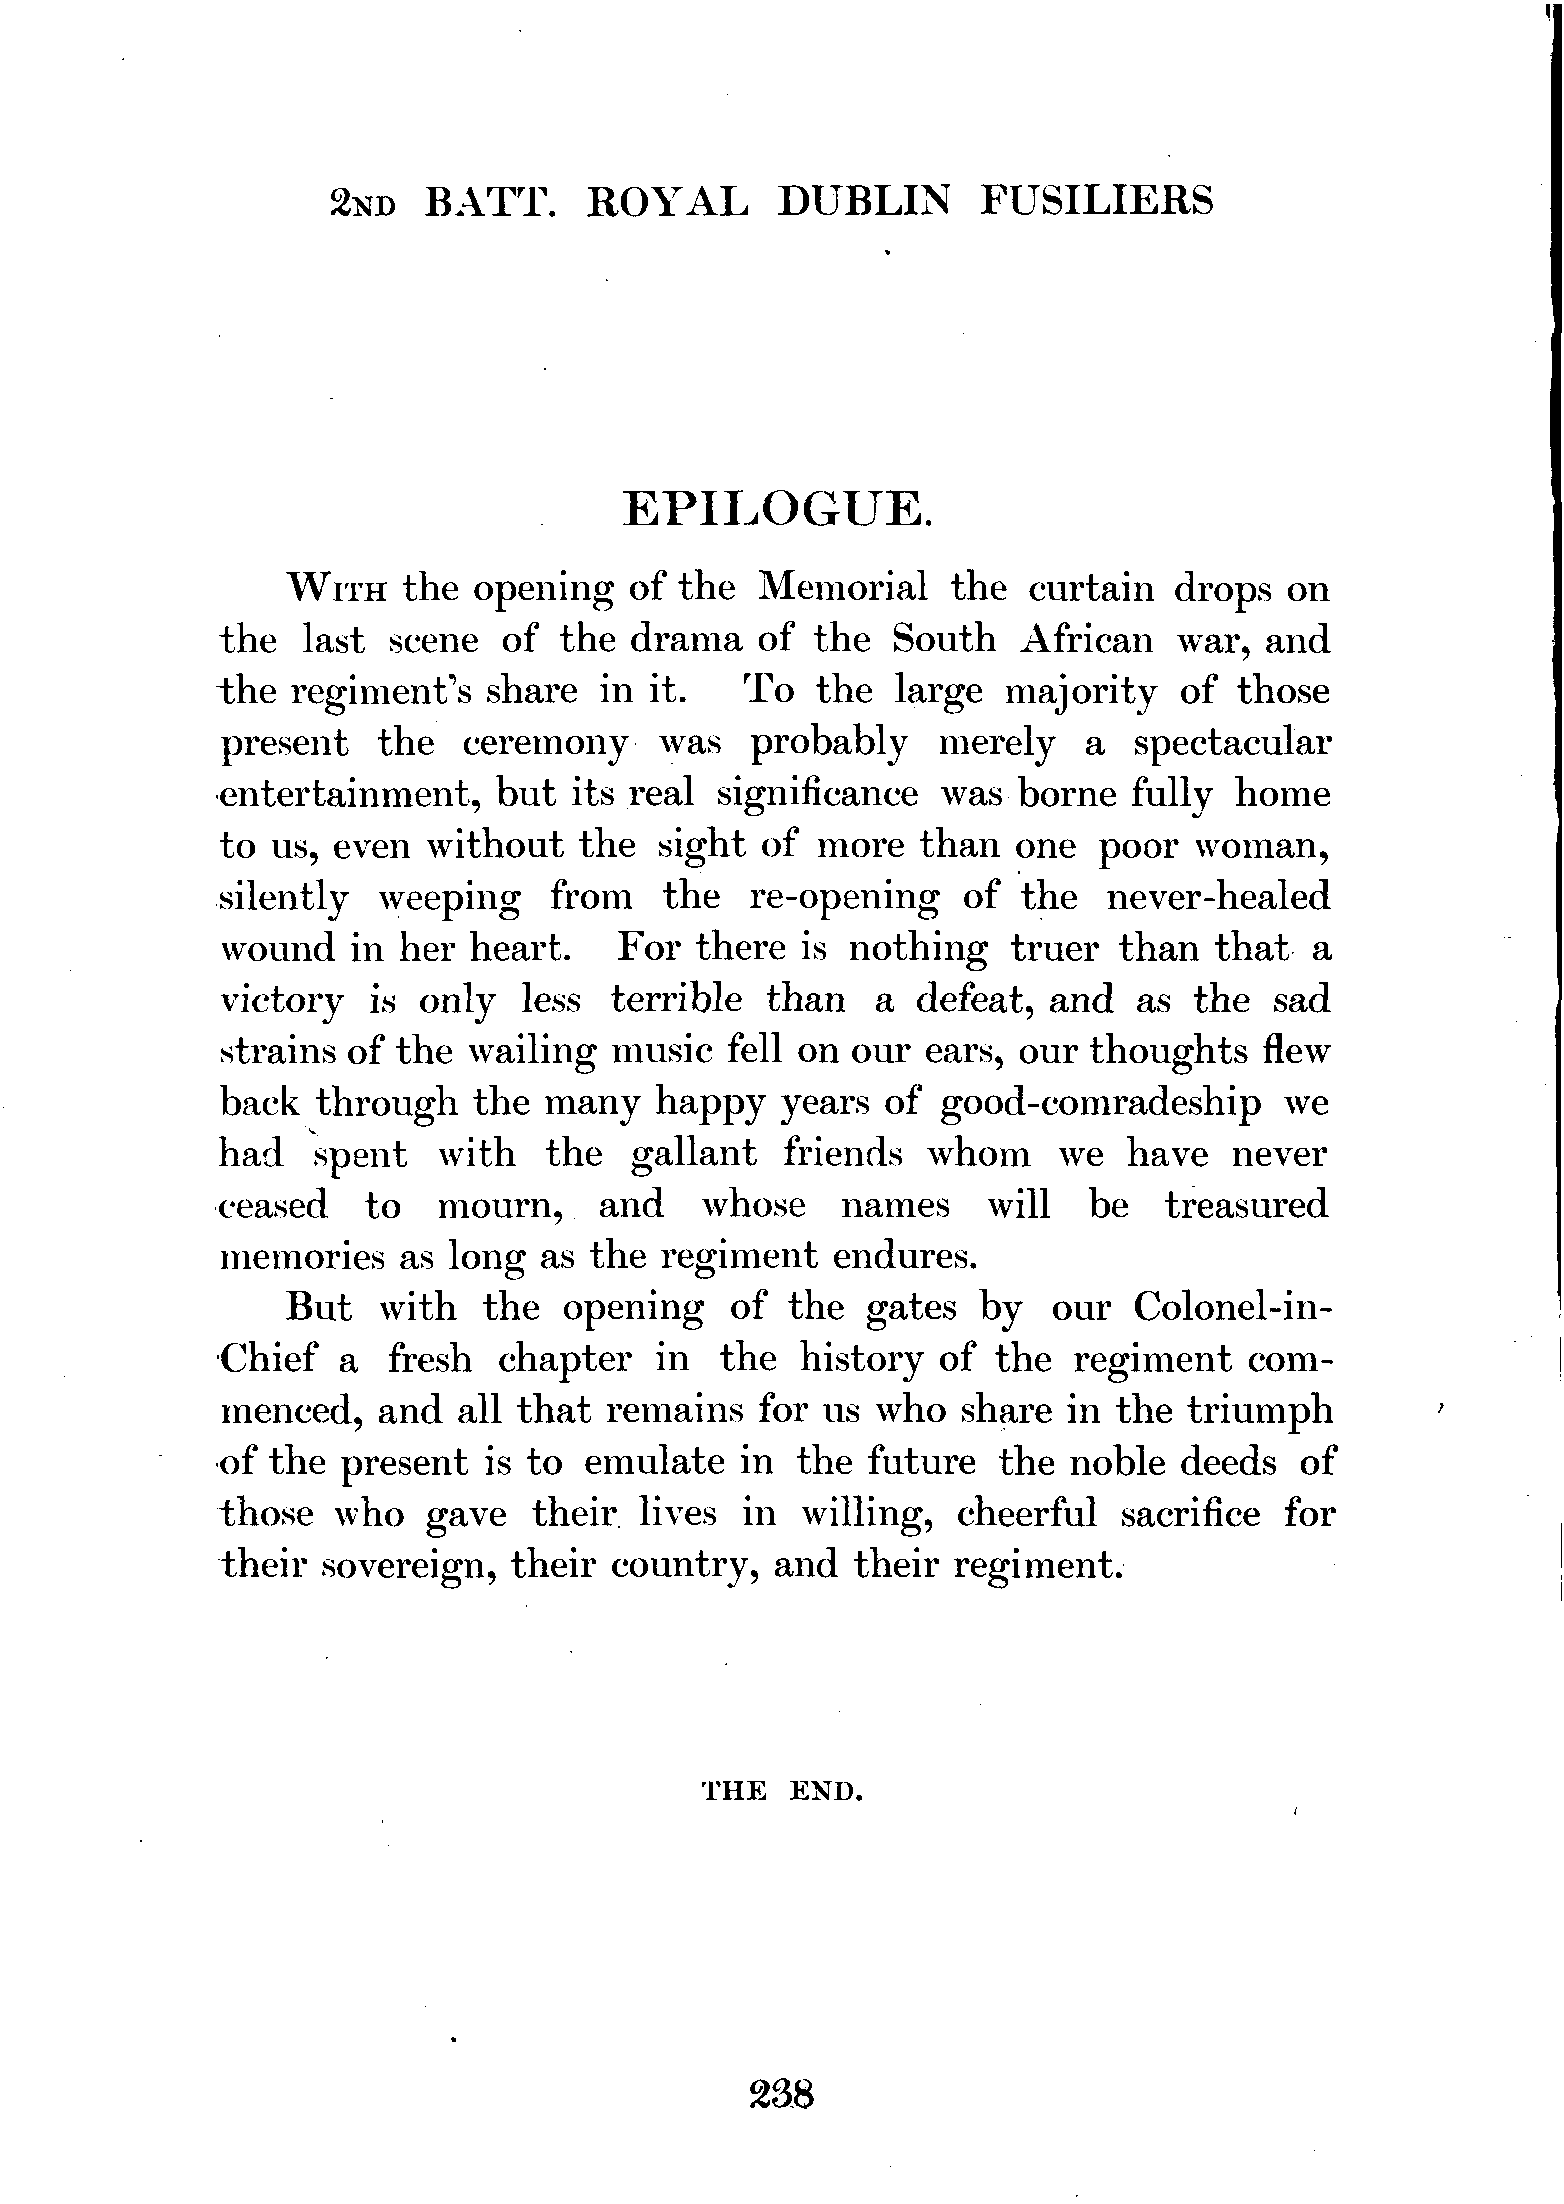 2ND BATT. ROYAL DUBLIN FUSILIERS
EPILOGUE.
WITH the opening of the Memorial the curtain drops on
the last scene of the drama of the South African war, and
the regiment's share in it. To the large majority of those
present the ceremony was probably merely a spectacular
entertainment, but its real significance was borne fully home
to us, even without the sight of more than one poor woman,
silently weeping from the re-opening of the never-healed
wound in her heart. For there is nothing truer than that a
victory is only less terrible than a defeat, and as the sad
strains of the wailing music fell on our ears, our thoughts flew
back through the many happy years of good-comradeship we
had spent with the gallant friends whom we have never
ceased to mourn, and whose names will be treasured
memories as long as the regiment endures.
But with the opening of the gates by our Colonel-in-
Chief a fresh chapter in the history of the regiment com-
menced, and all that remains for us who share in the triumph
of the present is to emulate in the future the noble deeds of
those who gave their lives in willing, cheerful sacrifice for
their sovereign, their country, and their regiment.
THE END.
238